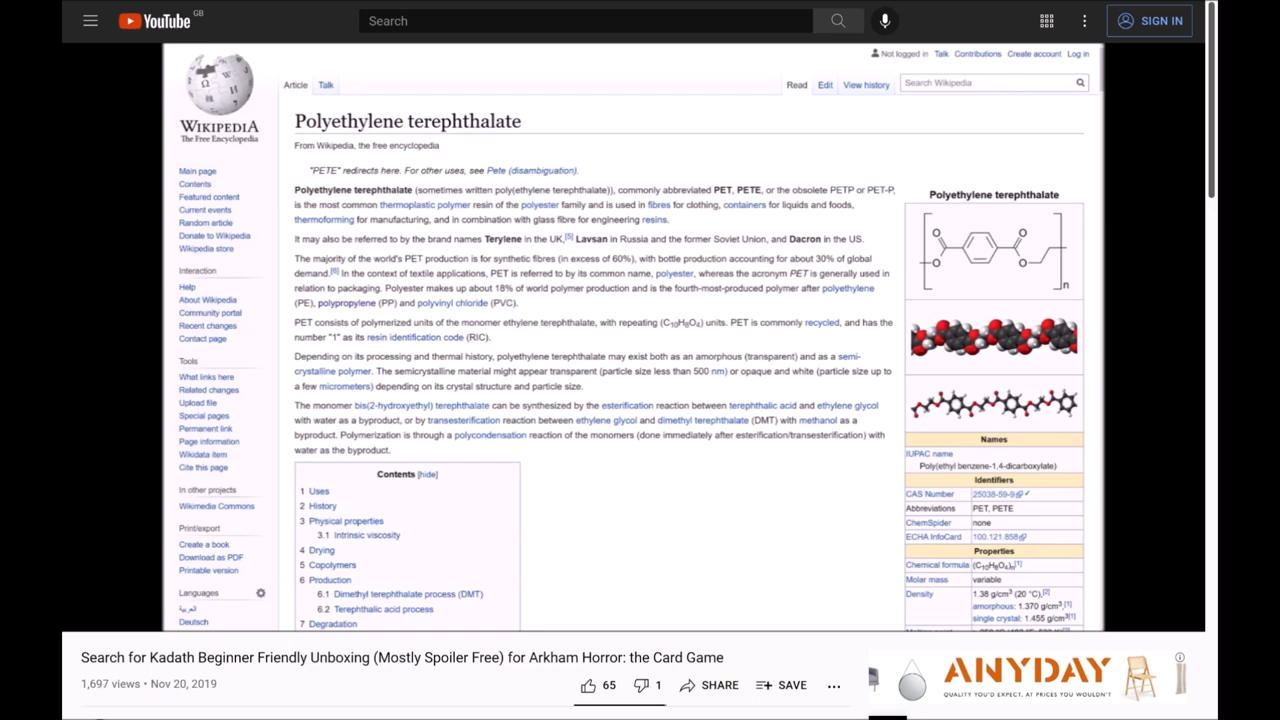 YouTube GB
Search
SIGN IN
Not logged in Talk Contributions Create account Log in
Article Talk
Read Edit View history
Search Wikipedia
WIKIPEDIA
The Free Encyclopedia
Main page
Contents
Featured content
Current events
Random article
Donate to Wikipedia
Wikipedia store
Interaction
Help
About Wikipedia
Community portal
Recent changes
Contact page
Tools
What links here
Related changes
Upload file
Special pages
Permanent link
Page information
Wikidata item
Cite this page
In other projects
Wikimedia Commons
Print/export
Create a book
Download as PDF
Printable version
Languages
العربية
Deutsch
Polyethylene terephthalate
From Wikipedia, the free encyclopedia
"PETE" redirects here. For other uses, see Pete (disambiguation).
Polyethylene terephthalate (sometimes written poly(ethylene terephthalate)), commonly abbreviated PET, PETE, or the obsolete PETP or PET-P,
is the most common thermoplastic polymer resin of the polyester family and is used in fibres for clothing, containers for liquids and foods,
thermoforming for manufacturing, and in combination with glass fibre for engineering resins.
It may also be referred to by the brand names Terylene in the UK,[5] Lavsan in Russia and the former Soviet Union, and Dacron in the US.
The majority of the world's PET production is for synthetic fibres (in excess of 60%), with bottle production accounting for about 30% of global
demand.[6] In the context of textile applications, PET is referred to by its common name, polyester, whereas the acronym PET is generally used in
relation to packaging. Polyester makes up about 18% of world polymer production and is the fourth-most-produced polymer after polyethylene
(PE), polypropylene (PP) and polyvinyl chloride (PVC).
PET consists of polymerized units of the monomer ethylene terephthalate, with repeating (C10H8O4) units. PET is commonly recycled, and has the
number "1" as its resin identification code (RIC).
Depending on its processing and thermal history, polyethylene terephthalate may exist both as an amorphous (transparent) and as a semi-
crystalline polymer. The semicrystalline material might appear transparent (particle size less than 500 nm) or opaque and white (particle size up to
a few micrometers) depending on its crystal structure and particle size.
The monomer bis(2-hydroxyethyl) terephthalate can be synthesized by the esterification reaction between terephthalic acid and ethylene glycol
with water as a byproduct, or by transesterification reaction between ethylene glycol and dimethyl terephthalate (DMT) with methanol as a
byproduct. Polymerization is through a polycondensation reaction of the monomers (done immediately after esterification/transesterification) with
water as the byproduct.
Contents [hide]
1 Uses
2 History
3 Physical properties
3.1 Intrinsic viscosity
4 Drying
5 Copolymers
6 Production
6.1 Dimethyl terephthalate process (DMT)
6.2 Terephthalic acid process
7 Degradation
Polyethylene terephthalate
O O O O n
Names
IUPAC name
Poly(ethyl benzene-1,4-dicarboxylate)
Identifiers
CAS Number 25038-59-9 ✓
Abbreviations PET, PETE
ChemSpider none
ECHA InfoCard 100.121.858
Properties
Chemical formula (C10H8O4)n[1]
Molar mass variable
Density 1.38 g/cm3 (20 °C),[2]
amorphous: 1.370 g/cm3,[1]
single crystal: 1.455 g/cm3[1]
Search for Kadath Beginner Friendly Unboxing (Mostly Spoiler Free) for Arkham Horror: the Card Game
1,697 views • Nov 20, 2019
65 1 SHARE SAVE
ANYDAY
QUALITY YOU'D EXPECT, AT PRICES YOU WOULDN'T